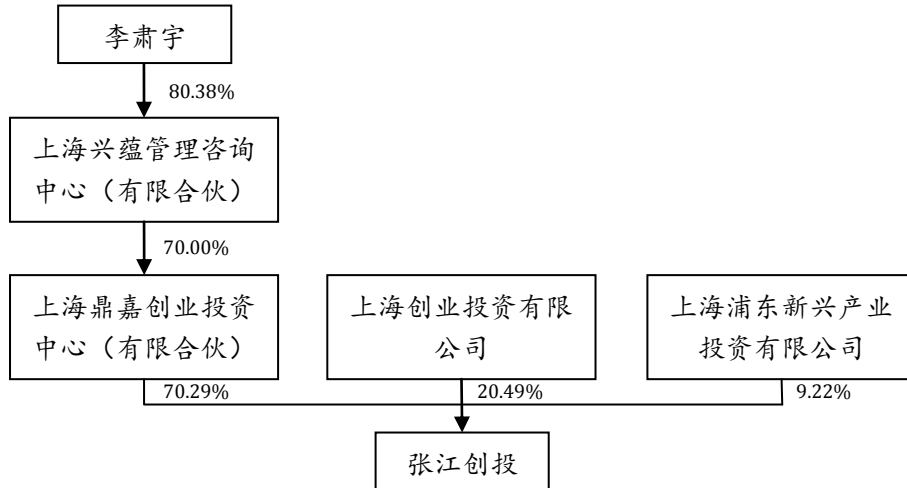 李肃宇
80.38%
上海兴蕴管理咨询
中心（有限合伙）
70.00%
上海鼎嘉创业投资
中心（有限合伙）
上海创业投资有限
公司
上海浦东新兴产业
投资有限公司
70.29%
20.49%
9.22%
张江创投